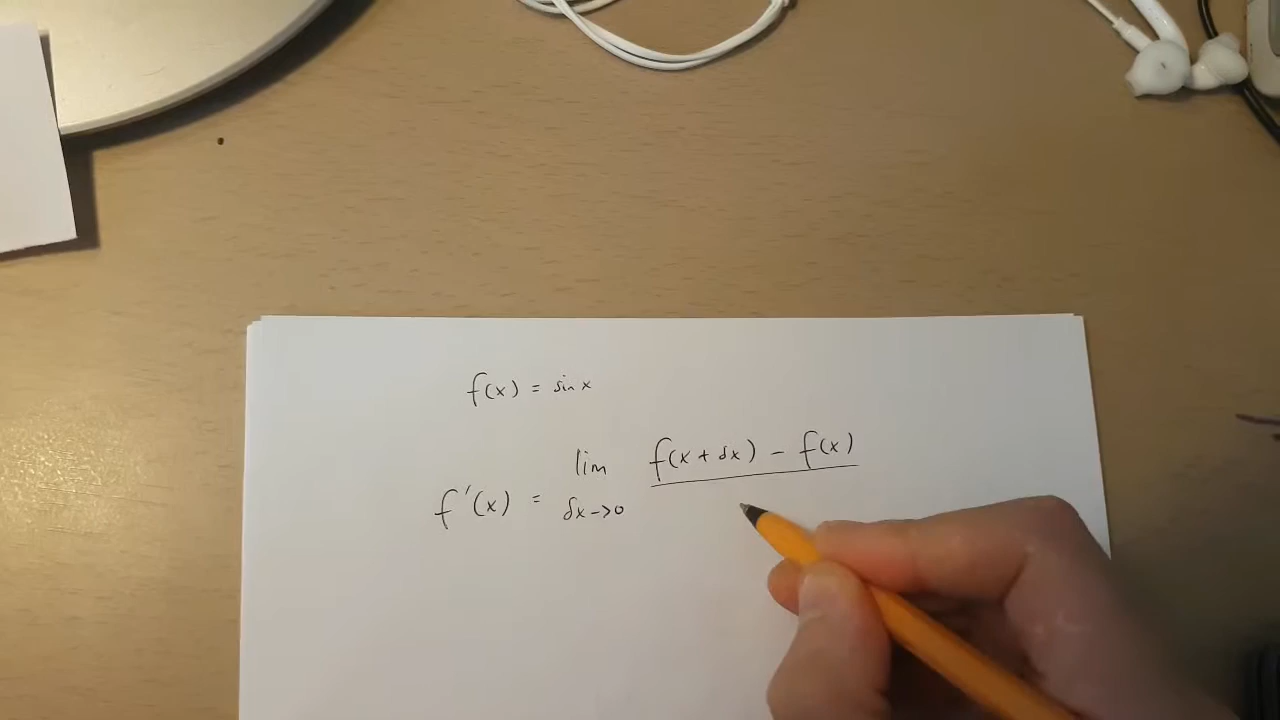 f(x) = sin x
lim f(x + δx) - f(x)
f'(x) = δx→0